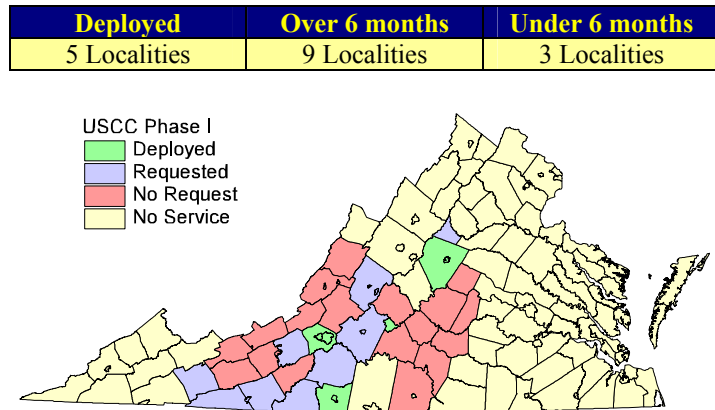 Deployed Over 6 months Under 6 months
5 Localities 9 Localities 3 Localities
USCC Phase I
Deployed
Requested
No Request
No Service